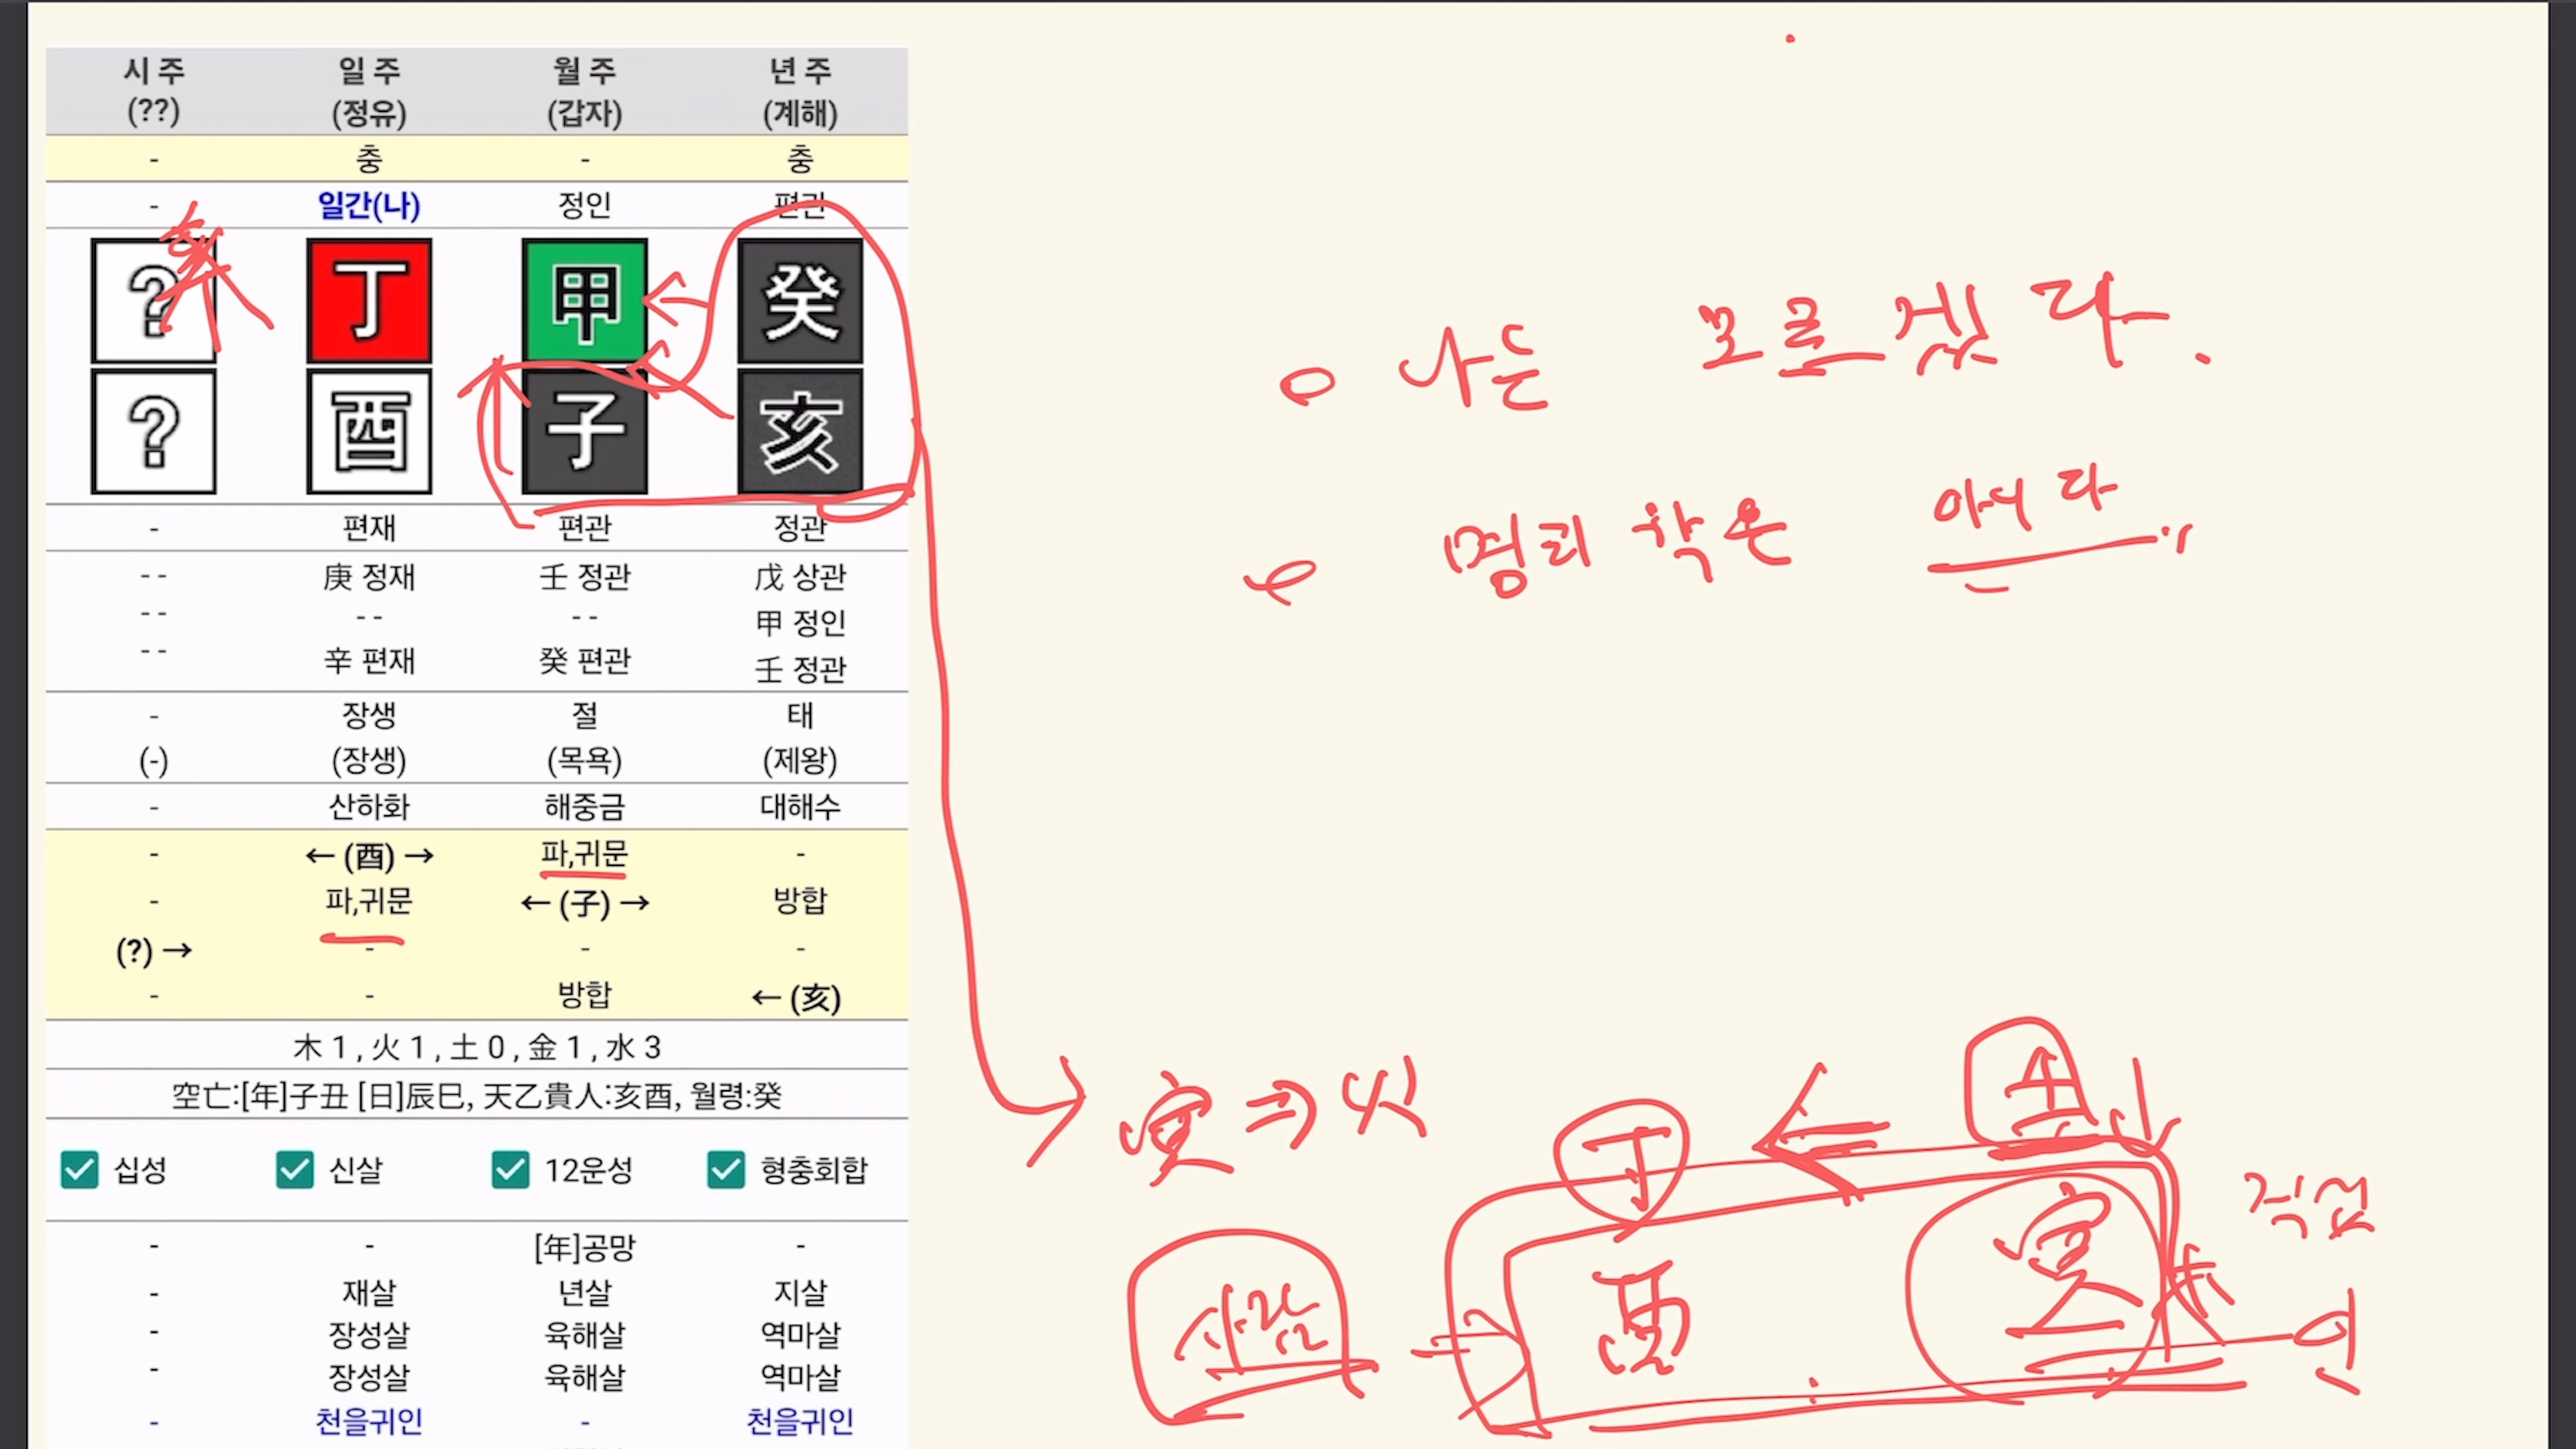 시주 일주 월주 년주
(??) (정유) (갑자) (계해)
- 충 - 충
- 일간(나) 정인 편관
? 丁 甲 癸
? 酉 子 亥
- 편재 편관 정관
-- 庚 정재 壬 정관 戊 상관
-- -- -- 甲 정인
-- 辛 편재 癸 편관 壬 정관
- 장생 절 태
(-) (장생) (목욕) (제왕)
- 산하화 해중금 대해수
- ←(酉)→ 파,귀문 -
- 파,귀문 ←(子)→ 방합
(?)→ - - -
- - 방합 ←(亥)
木1, 火1, 土0, 金1, 水3
空亡:[年]子丑 [日]辰巳, 天乙貴人:亥酉, 월령:癸
십성 신살 12운성 형충회합
- - [年]공망 -
- 재살 년살 지살
- 장성살 육해살 역마살
- 장성살 육해살 역마살
- 천을귀인 - 천을귀인
나는 모르겠다.
명리학은 아니다
寅 ⇒ 火
사람
丁
酉
寅
직업